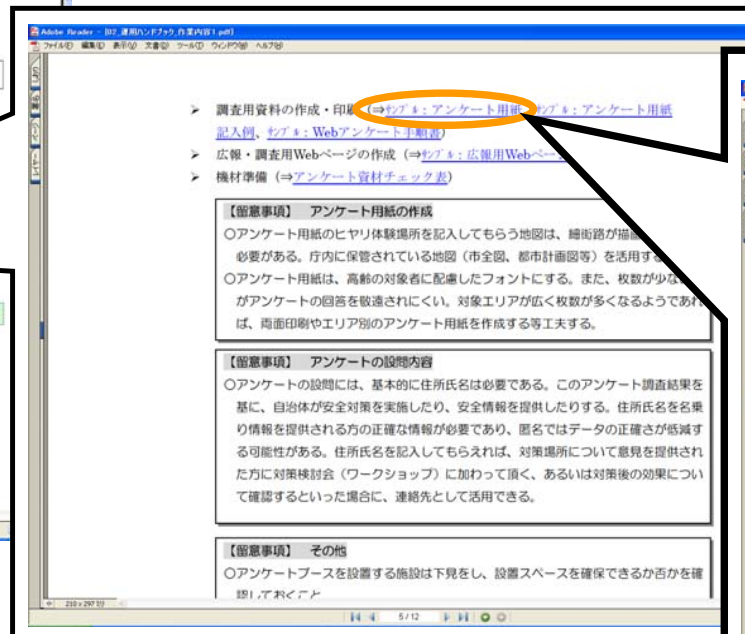 Adobe Reader - [02_運用ハンドブック_作業内容1.pdf]
ファイル(F) 編集(E) 表示(V) 文書(D) ツール(T) ウィンドウ(W) ヘルプ(H)
しおり
署名
ページ
レイヤー
➢ 調査用資料の作成・印刷(⇒ｻﾝﾌﾟﾙ：アンケート用紙、ｻﾝﾌﾟﾙ：アンケート用紙
記入例、ｻﾝﾌﾟﾙ：Webアンケート手順書)
➢ 広報・調査用Webページの作成（⇒ｻﾝﾌﾟﾙ：広報用Webページ
➢ 機材準備（⇒アンケート資材チェック表）
【留意事項】 アンケート用紙の作成
○アンケート用紙のヒヤリ体験場所を記入してもらう地図は、細街路が描
必要がある。庁内に保管されている地図（市全図、都市計画図等）を活用す
○アンケート用紙は、高齢の対象者に配慮したフォントにする。また、枚数が少な
がアンケートの回答を敬遠されにくい。対象エリアが広く枚数が多くなるようであれ
ば、両面印刷やエリア別のアンケート用紙を作成する等工夫する。
【留意事項】 アンケートの設問内容
○アンケートの設問には、基本的に住所氏名は必要である。このアンケート調査結果を
基に、自治体が安全対策を実施したり、安全情報を提供したりする。住所氏名を名乗
り情報を提供される方の正確な情報が必要であり、匿名ではデータの正確さが低減す
る可能性がある。住所氏名を記入してもらえれば、対策場所について意見を提供され
た方に対策検討会（ワークショップ）に加わって頂く、あるいは対策後の効果につい
て確認するといった場合に、連絡先として活用できる。
【留意事項】 その他
○アンケートブースを設置する施設は下見をし、設置スペースを確保できるか否かを確
認しておくこと
210 x 297 ミリ
5/12